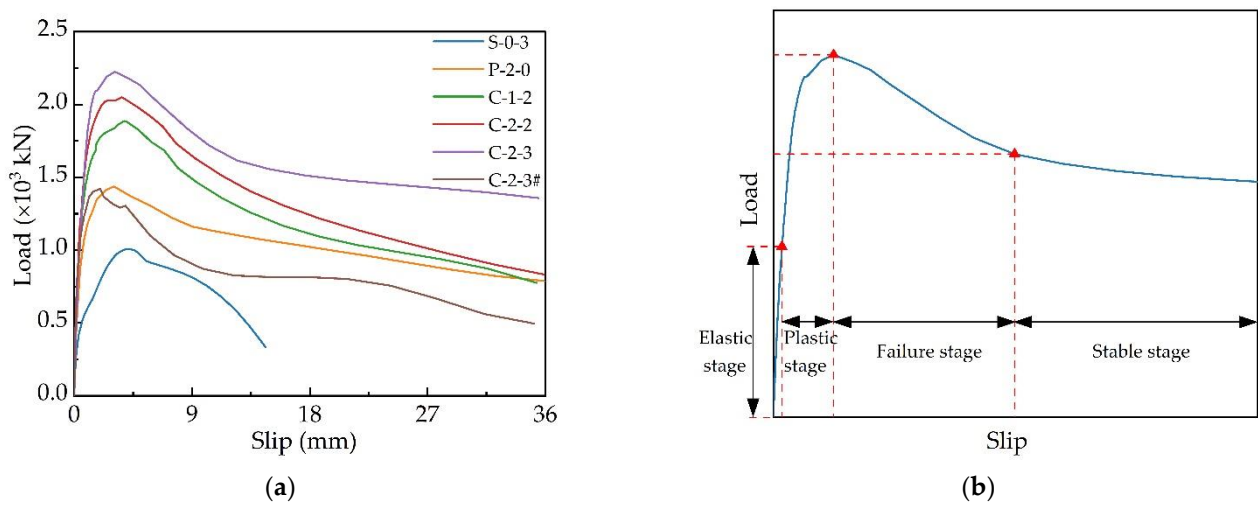 2.5
2.0
1.5
1.0
0.5
0.0
Load (×10³ kN)
S-0-3
P-2-0
C-1-2
C-2-2
C-2-3
C-2-3#
0 9 18 27 36
Slip (mm)
(a)
Load
Elastic
stage
Plastic
stage
Failure stage
Stable stage
Slip
(b)